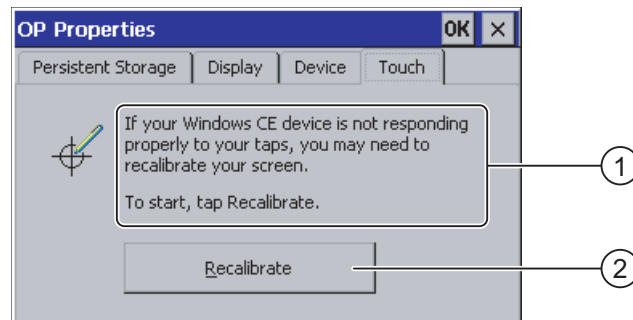 OP Properties OK ×
Persistent Storage Display Device Touch
If your Windows CE device is not responding
properly to your taps, you may need to
recalibrate your screen.
To start, tap Recalibrate.
1
Recalibrate
2